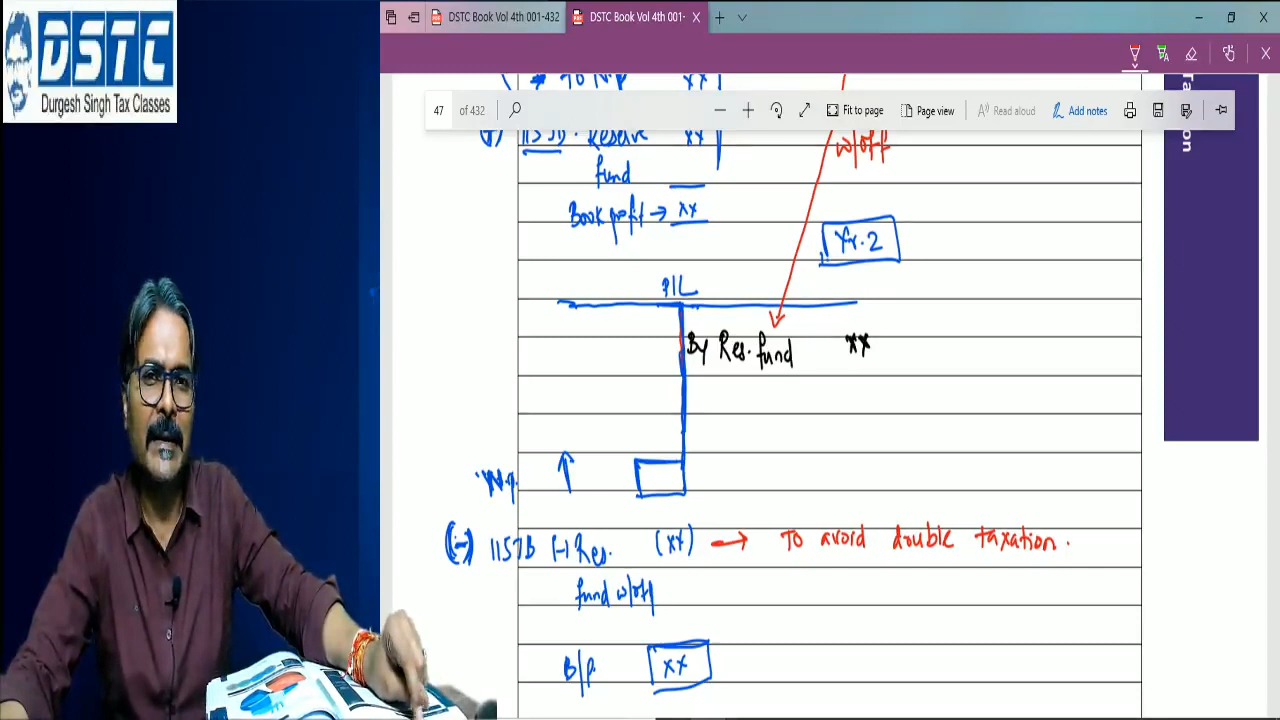 DSTC
Durgesh Singh Tax Classes
DSTC Book Vol 4th 001-432
DSTC Book Vol 4th 001-
47 of 432
Fit to page
Page view
Read aloud
Add notes
To N.p xx
115JB. Reserve xx
fund
Book profit → xx
w/off
Yr. 2
P/L
By Res. fund xx
N.p.
(-) 115JB (-) Res. (xx) → To avoid double taxation.
fund w/off
B/p. xx